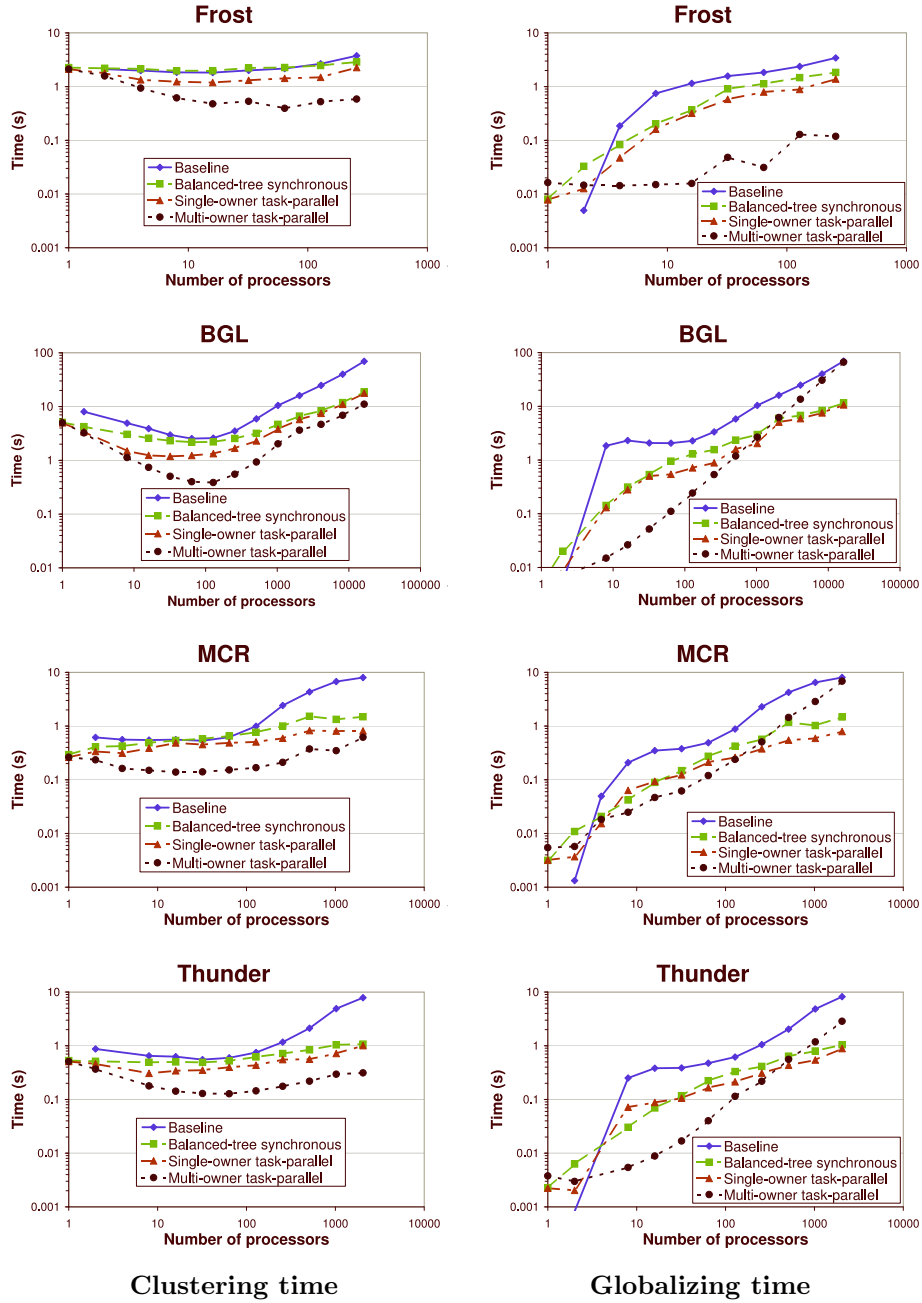 Frost
10
1
0.1
0.01
0.001
Time (s)
Baseline
Balanced-tree synchronous
Single-owner task-parallel
Multi-owner task-parallel
1 10 100 1000
Number of processors
Frost
10
1
0.1
0.01
0.001
Time (s)
Baseline
Balanced-tree synchronous
Single-owner task-parallel
Multi-owner task-parallel
1 10 100 1000
Number of processors
BGL
100
10
1
0.1
0.01
Time (s)
Baseline
Balanced-tree synchronous
Single-owner task-parallel
Multi-owner task-parallel
1 10 100 1000 10000 100000
Number of processors
BGL
100
10
1
0.1
0.01
Time (s)
Baseline
Balanced-tree synchronous
Single-owner task-parallel
Multi-owner task-parallel
1 10 100 1000 10000 100000
Number of processors
MCR
10
1
0.1
0.01
0.001
Time (s)
Baseline
Balanced-tree synchronous
Single-owner task-parallel
Multi-owner task-parallel
1 10 100 1000 10000
Number of processors
MCR
10
1
0.1
0.01
0.001
Time (s)
Baseline
Balanced-tree synchronous
Single-owner task-parallel
Multi-owner task-parallel
1 10 100 1000 10000
Number of processors
Thunder
10
1
0.1
0.01
0.001
Time (s)
Baseline
Balanced-tree synchronous
Single-owner task-parallel
Multi-owner task-parallel
1 10 100 1000 10000
Number of processors
Thunder
10
1
0.1
0.01
0.001
Time (s)
Baseline
Balanced-tree synchronous
Single-owner task-parallel
Multi-owner task-parallel
1 10 100 1000 10000
Number of processors
Clustering time
Globalizing time